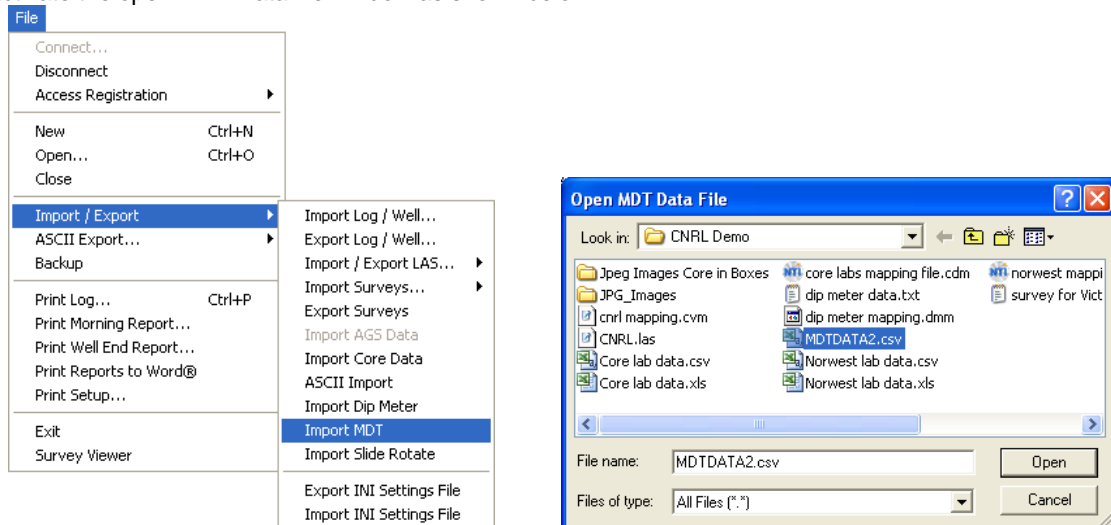 File
Connect...
Disconnect
Access Registration
New Ctrl+N
Open... Ctrl+O
Close
Import / Export
ASCII Export...
Backup
Print Log... Ctrl+P
Print Morning Report...
Print Well End Report...
Print Reports to Word®
Print Setup...
Exit
Survey Viewer
Import Log / Well...
Export Log / Well...
Import / Export LAS...
Import Surveys...
Export Surveys
Import AGS Data
Import Core Data
ASCII Import
Import Dip Meter
Import MDT
Import Slide Rotate
Export INI Settings File
Import INI Settings File
Open MDT Data File
Look in: CNRL Demo
Jpeg Images Core in Boxes
JPG_Images
cnrl mapping.cvm
CNRL.las
Core lab data.csv
Core lab data.xls
core labs mapping file.cdm
dip meter data.txt
dip meter mapping.dmm
MDTDATA2.csv
Norwest lab data.csv
Norwest lab data.xls
norwest mappi
survey for Vict
File name: MDTDATA2.csv Open
Files of type: All Files (*.*) Cancel